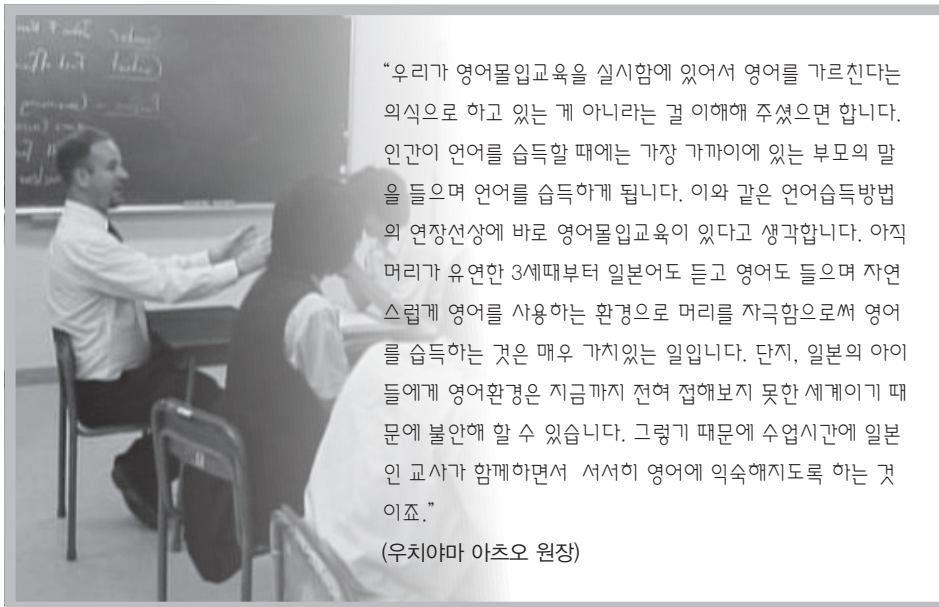 “우리가 영어몰입교육을 실시함에 있어서 영어를 가르친다는
의식으로 하고 있는 게 아니라는 걸 이해해 주셨으면 합니다.
인간이 언어를 습득할 때에는 가장 가까이에 있는 부모의 말
을 들으며 언어를 습득하게 됩니다. 이와 같은 언어습득방법
의 연장선상에 바로 영어몰입교육이 있다고 생각합니다. 아직
머리가 유연한 3세때부터 일본어도 듣고 영어도 들으며 자연
스럽게 영어를 사용하는 환경으로 머리를 자극함으로써 영어
를 습득하는 것은 매우 가치있는 일입니다. 단지, 일본의 아이
들에게 영어환경은 지금까지 전혀 접해보지 못한 세계이기 때
문에 불안해 할 수 있습니다. 그렇기 때문에 수업시간에 일본
인 교사가 함께하면서 서서히 영어에 익숙해지도록 하는 것
이죠.”
(우치야마 아츠오 원장)